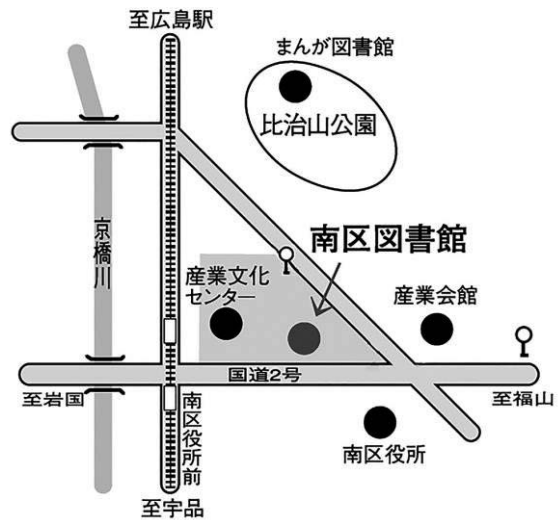 至広島駅
まんが図書館
比治山公園
京橋川
南区図書館
産業文化
センター
産業会館
国道2号
至岩国
至福山
南区役所前
南区役所
至宇品